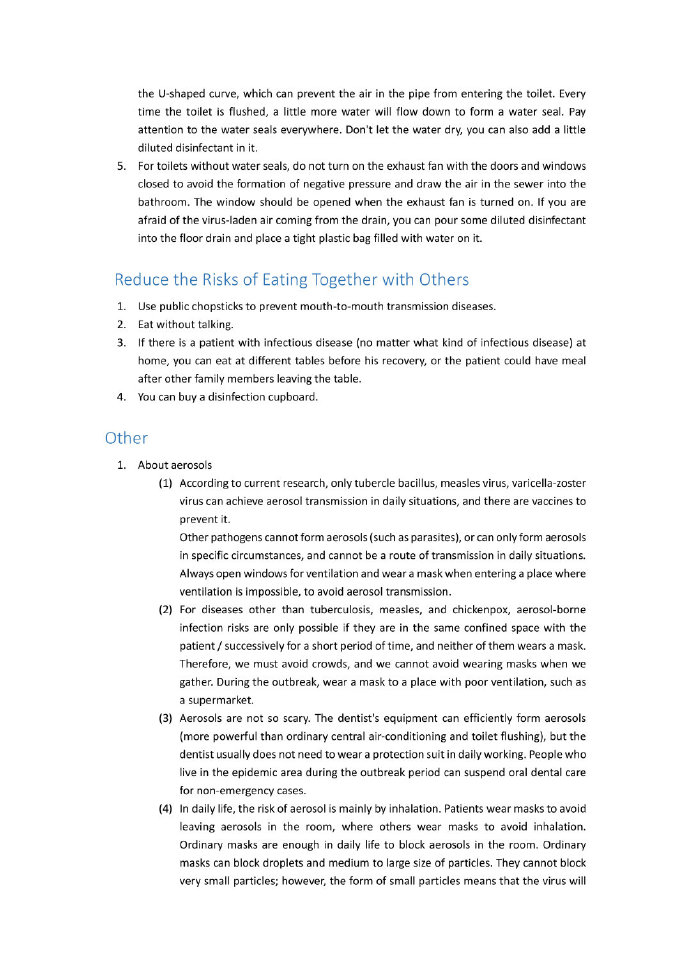 the U-shaped curve, which can prevent the air in the pipe from entering the toilet. Every
time the toilet is flushed, a little more water will flow down to form a water seal. Pay
attention to the water seals everywhere. Don't let the water dry, you can also add a little
diluted disinfectant in it.
5. For toilets without water seals, do not turn on the exhaust fan with the doors and windows
closed to avoid the formation of negative pressure and draw the air in the sewer into the
bathroom. The window should be opened when the exhaust fan is turned on. If you are
afraid of the virus-laden air coming from the drain, you can pour some diluted disinfectant
into the floor drain and place a tight plastic bag filled with water on it.
Reduce the Risks of Eating Together with Others
1. Use public chopsticks to prevent mouth-to-mouth transmission diseases.
2. Eat without talking.
3. If there is a patient with infectious disease (no matter what kind of infectious disease) at
home, you can eat at different tables before his recovery, or the patient could have meal
after other family members leaving the table.
4. You can buy a disinfection cupboard.
Other
1. About aerosols
(1) According to current research, only tubercle bacillus, measles virus, varicella-zoster
virus can achieve aerosol transmission in daily situations, and there are vaccines to
prevent it.
Other pathogens cannot form aerosols (such as parasites), or can only form aerosols
in specific circumstances, and cannot be a route of transmission in daily situations.
Always open windows for ventilation and wear a mask when entering a place where
ventilation is impossible, to avoid aerosol transmission.
(2) For diseases other than tuberculosis, measles, and chickenpox, aerosol-borne
infection risks are only possible if they are in the same confined space with the
patient / successively for a short period of time, and neither of them wears a mask.
Therefore, we must avoid crowds, and we cannot avoid wearing masks when we
gather. During the outbreak, wear a mask to a place with poor ventilation, such as
a supermarket.
(3) Aerosols are not so scary. The dentist's equipment can efficiently form aerosols
(more powerful than ordinary central air-conditioning and toilet flushing), but the
dentist usually does not need to wear a protection suit in daily working. People who
live in the epidemic area during the outbreak period can suspend oral dental care
for non-emergency cases.
(4) In daily life, the risk of aerosol is mainly by inhalation. Patients wear masks to avoid
leaving aerosols in the room, where others wear masks to avoid inhalation.
Ordinary masks are enough in daily life to block aerosols in the room. Ordinary
masks can block droplets and medium to large size of particles. They cannot block
very small particles; however, the form of small particles means that the virus will